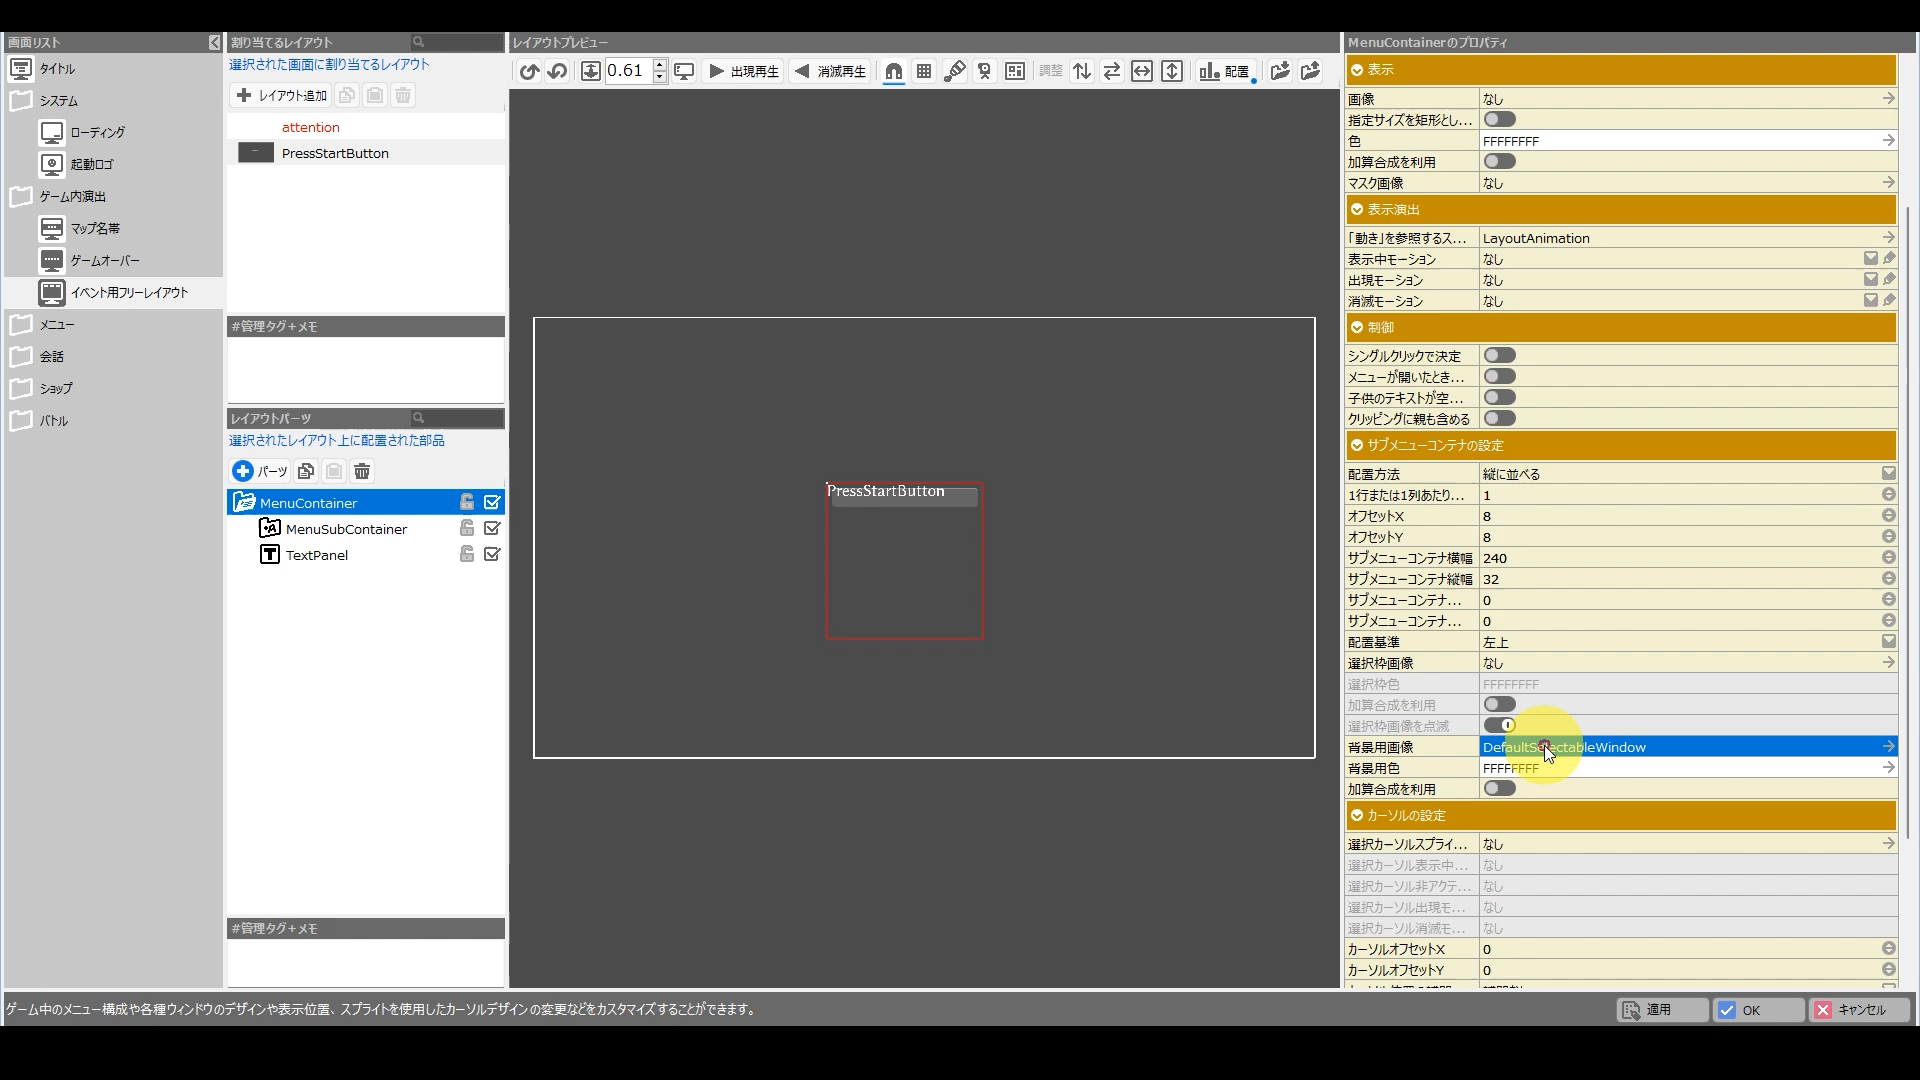 画面リスト
タイトル
システム
ローディング
起動ロゴ
ゲーム内演出
マップ名帯
ゲームオーバー
イベント用フリーレイアウト
メニュー
会話
ショップ
バトル
割り当てるレイアウト
選択された画面に割り当てるレイアウト
レイアウト追加
attention
PressStartButton
#管理タグ+メモ
レイアウトパーツ
選択されたレイアウト上に配置された部品
パーツ
MenuContainer
MenuSubContainer
TextPanel
#管理タグ+メモ
レイアウトプレビュー
0.61
出現再生
消滅再生
調整
配置
PressStartButton
MenuContainerのプロパティ
表示
画像 なし
指定サイズを矩形とし...
色 FFFFFFFF
加算合成を利用
マスク画像 なし
表示演出
「動き」を参照するス... LayoutAnimation
表示中モーション なし
出現モーション なし
消滅モーション なし
制御
シングルクリックで決定
メニューが開いたとき...
子供のテキストが空...
クリッピングに親も含める
サブメニューコンテナの設定
配置方法 縦に並べる
1行または1列あたり... 1
オフセットX 8
オフセットY 8
サブメニューコンテナ横幅 240
サブメニューコンテナ縦幅 32
サブメニューコンテナ... 0
サブメニューコンテナ... 0
配置基準 左上
選択枠画像 なし
選択枠色 FFFFFFFF
加算合成を利用
選択枠画像を点滅
背景用画像 DefaultSelectableWindow
背景用色 FFFFFFFF
加算合成を利用
カーソルの設定
選択カーソルスプライ... なし
選択カーソル表示中... なし
選択カーソル非アクテ... なし
選択カーソル出現モ... なし
選択カーソル消滅モ... なし
カーソルオフセットX 0
カーソルオフセットY 0
ゲーム中のメニュー構成や各種ウィンドウのデザインや表示位置、スプライトを使用したカーソルデザインの変更などをカスタマイズすることができます。
適用
OK
キャンセル